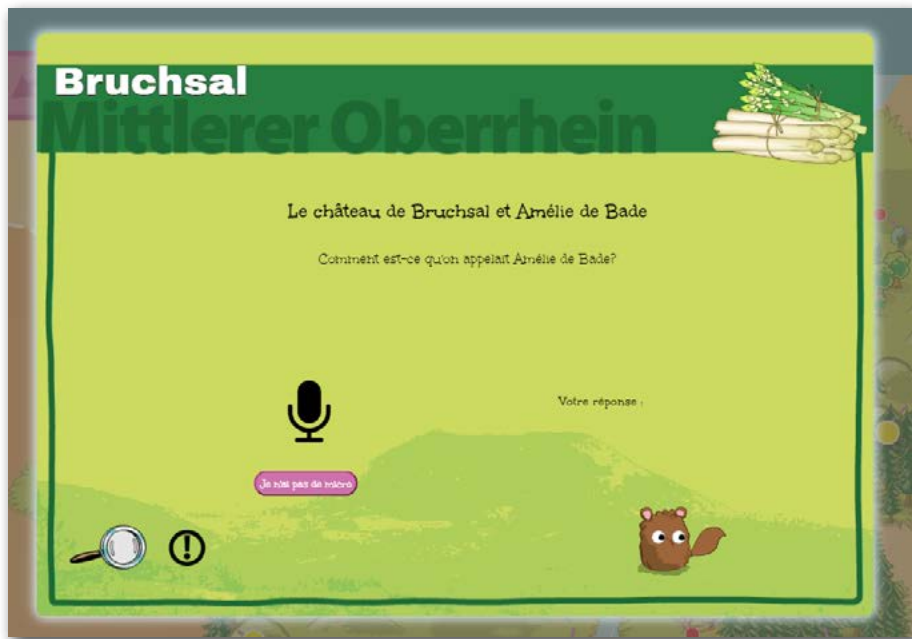 Bruchsal
Mittlerer Oberrhein
Le château de Bruchsal et Amélie de Bade
Comment est-ce qu'on appelait Amélie de Bade?
Votre réponse :
Je n'ai pas de micro